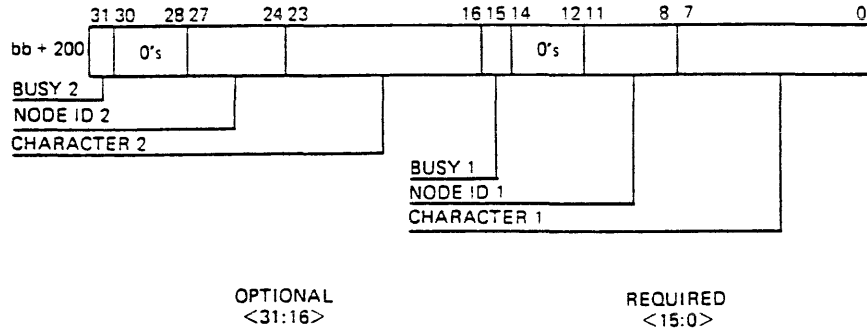 31 30 28 27 24 23 16 15 14 12 11 8 7 0
bb + 200 0's 0's
BUSY 2
NODE ID 2
CHARACTER 2
BUSY 1
NODE ID 1
CHARACTER 1
OPTIONAL REQUIRED
<31:16> <15:0>